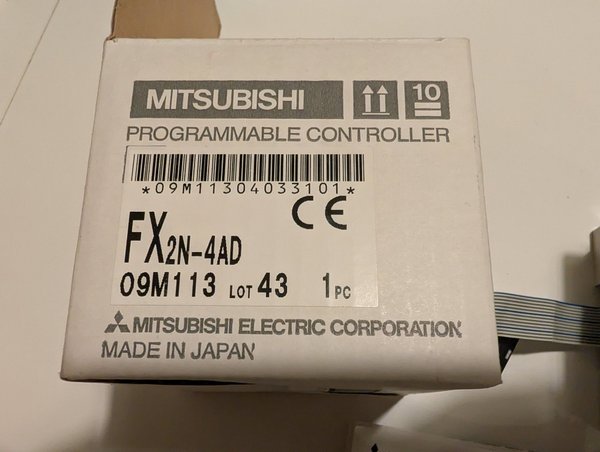 MITSUBISHI 10
PROGRAMMABLE CONTROLLER
*09M11304033101*
CE
FX2N-4AD
09M113 LOT 43 1PC
MITSUBISHI ELECTRIC CORPORATION
MADE IN JAPAN